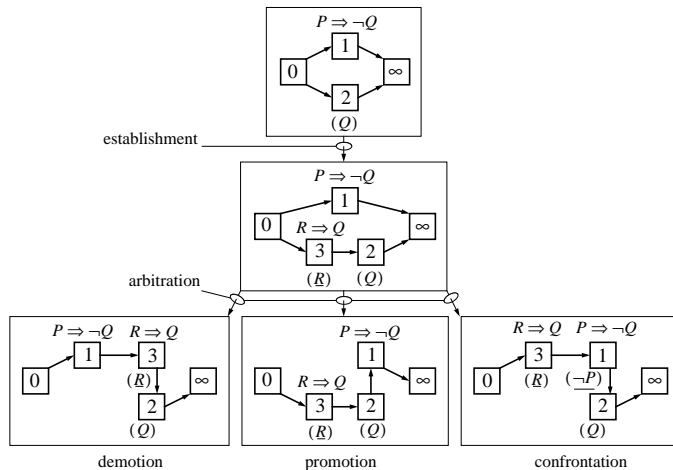 P ⇒ ¬Q
1
0 ∞
2
(Q)
establishment
P ⇒ ¬Q
1
0 R ⇒ Q ∞
3 2
(R) (Q)
arbitration
P ⇒ ¬Q R ⇒ Q
1 3
0 (R) ∞
2
(Q)
P ⇒ ¬Q
1
0 R ⇒ Q ∞
3 2
(R) (Q)
R ⇒ Q P ⇒ ¬Q
3 1
0 (R) (¬P) ∞
2
(Q)
demotion promotion confrontation